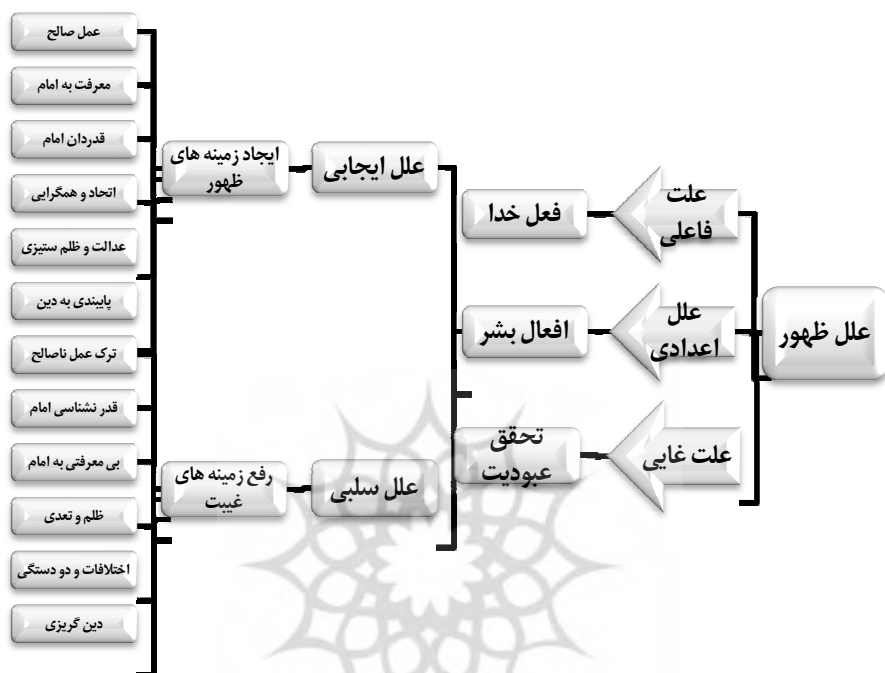 علل ظهور
علت
فاعلی
علل
اعدادی
علت غایی
فعل خدا
افعال بشر
تحقق
عبودیت
علل ایجابی
علل سلبی
ایجاد زمینه های
ظهور
رفع زمینه های
غیبت
عمل صالح
معرفت به امام
قدردان امام
اتحاد و همگرایی
عدالت و ظلم ستیزی
پایبندی به دین
ترک عمل ناصالح
قدر نشناسی امام
بی معرفتی به امام
ظلم و تعدی
اختلافات و دو دستگی
دین گریزی